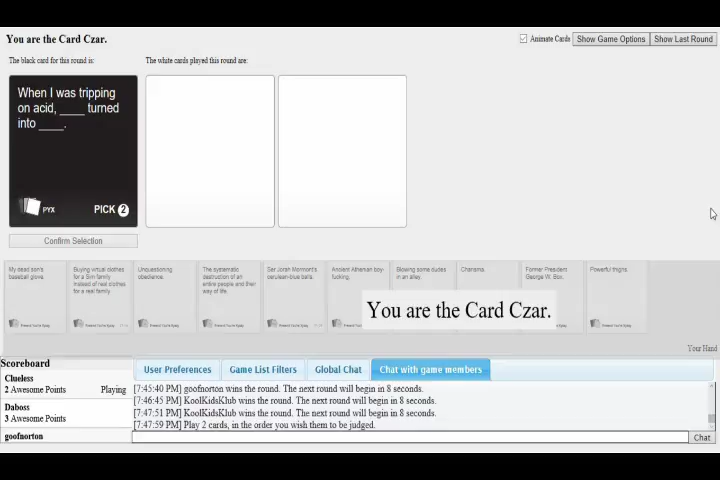 You are the Card Czar.
Animate Cards
Show Game Options
Show Last Round
The black card for this round is:
The white cards played this round are:
When I was tripping
on acid, ____ turned
into ____.
PYX
PICK 2
Confirm Selection
My dead son's
baseball glove.
Buying virtual clothes
for a Sim family
instead of real clothes
for a real family.
Unquestioning
obedience.
The systematic
destruction of an
entire people and their
way of life.
Ser Jorah Mormont's
cerulean-blue balls.
Ancient Athenian boy-
fucking.
Blowing some dudes
in an alley.
Charisma.
Former President
George W. Bush.
Powerful thighs.
You are the Card Czar.
Your Hand
Scoreboard
Clueless
2 Awesome Points
Playing
Daboss
3 Awesome Points
goofnorton
User Preferences
Game List Filters
Global Chat
Chat with game members
[7:45:40 PM] goofnorton wins the round. The next round will begin in 8 seconds.
[7:46:45 PM] KoolKidsKlub wins the round. The next round will begin in 8 seconds.
[7:47:51 PM] KoolKidsKlub wins the round. The next round will begin in 8 seconds.
[7:47:59 PM] Play 2 cards, in the order you wish them to be judged.
Chat